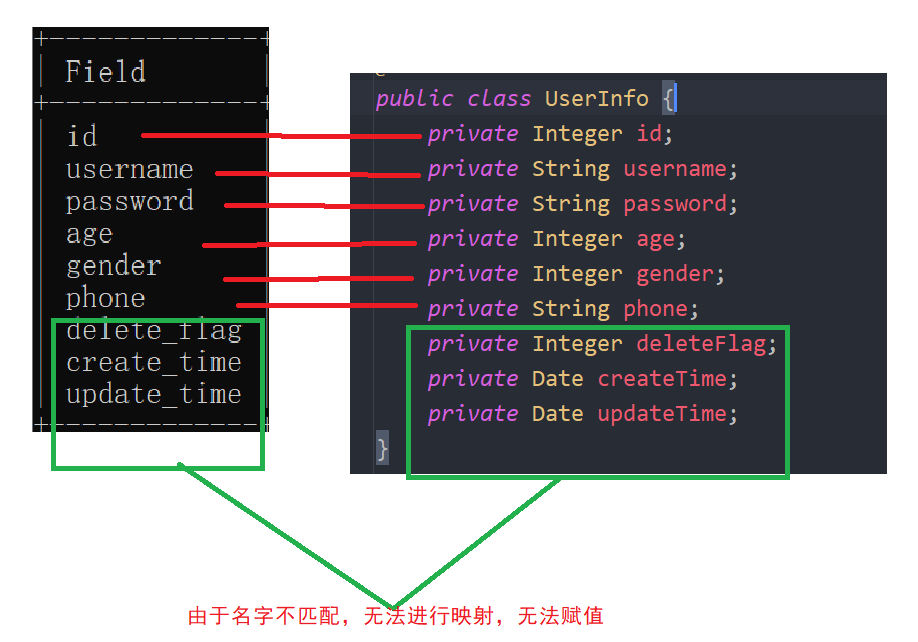 Field
id
username
password
age
gender
phone
delete_flag
create_time
update_time
public class UserInfo {
private Integer id;
private String username;
private String password;
private Integer age;
private Integer gender;
private String phone;
private Integer deleteFlag;
private Date createTime;
private Date updateTime;
}
由于名字不匹配，无法进行映射，无法赋值